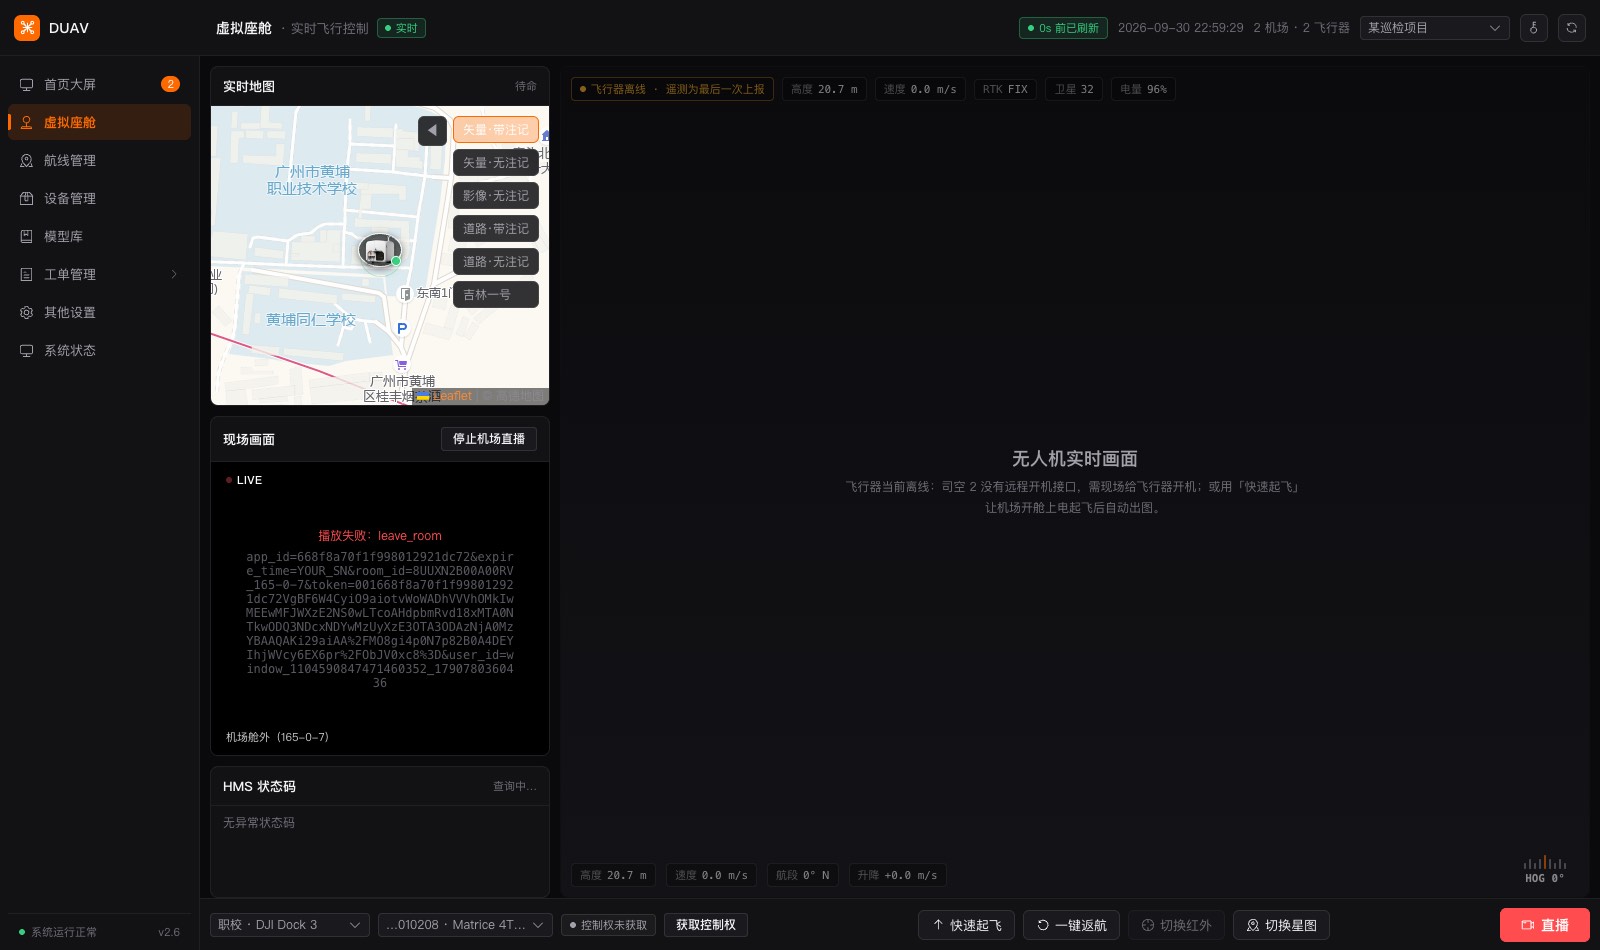 DUAV
虚拟座舱 · 实时飞行控制 实时
0s 前已刷新 2026-09-30 22:59:29 2 机场 · 2 飞行器 某巡检项目
首页大屏 2
虚拟座舱
航线管理
设备管理
模型库
工单管理
其他设置
系统状态
系统运行正常 v2.6
实时地图 待命
矢量·带注记
矢量·无注记
影像·无注记
道路·带注记
道路·无注记
吉林一号
广州市黄埔
职业技术学校
东南1门
黄埔同仁学校
P
广州市黄埔
Leaflet
现场画面 停止机场直播
LIVE
播放失败：leave_room
app_id=668f8a70f1f998012921dc72&expir
e_time=YOUR_SN&room_id=8UUXN2B00A00RV
_165-0-7&token=001668f8a70f1f99801292
1dc72VgBF6W4CyiO9aiotvWoWADhVVVhOMkIw
MEEwMFJWXzE2NS0wLTcoAHdpbmRvd18xMTA0N
TkwODQ3NDcxNDYwMzUyXzE3OTA3ODAzNjA0Mz
YBAAQAKi29aiAA%2FMO8gi4p0N7p82B0A4DEY
IhjWVcy6EX6pr%2FObJV0xc8%3D&user_id=w
indow_1104590847471460352_17907803604
36
机场舱外（165-0-7）
HMS 状态码 查询中...
无异常状态码
飞行器离线 · 遥测为最后一次上报 高度 20.7 m 速度 0.0 m/s RTK FIX 卫星 32 电量 96%
无人机实时画面
飞行器当前离线：司空 2 没有远程开机接口，需现场给飞行器开机；或用「快速起飞」
让机场开舱上电起飞后自动出图。
高度 20.7 m 速度 0.0 m/s 航段 0° N 升降 +0.0 m/s
HOG 0°
职校 · DJI Dock 3 ...010208 · Matrice 4T... 控制权未获取 获取控制权 快速起飞 一键返航 切换红外 切换星图 直播